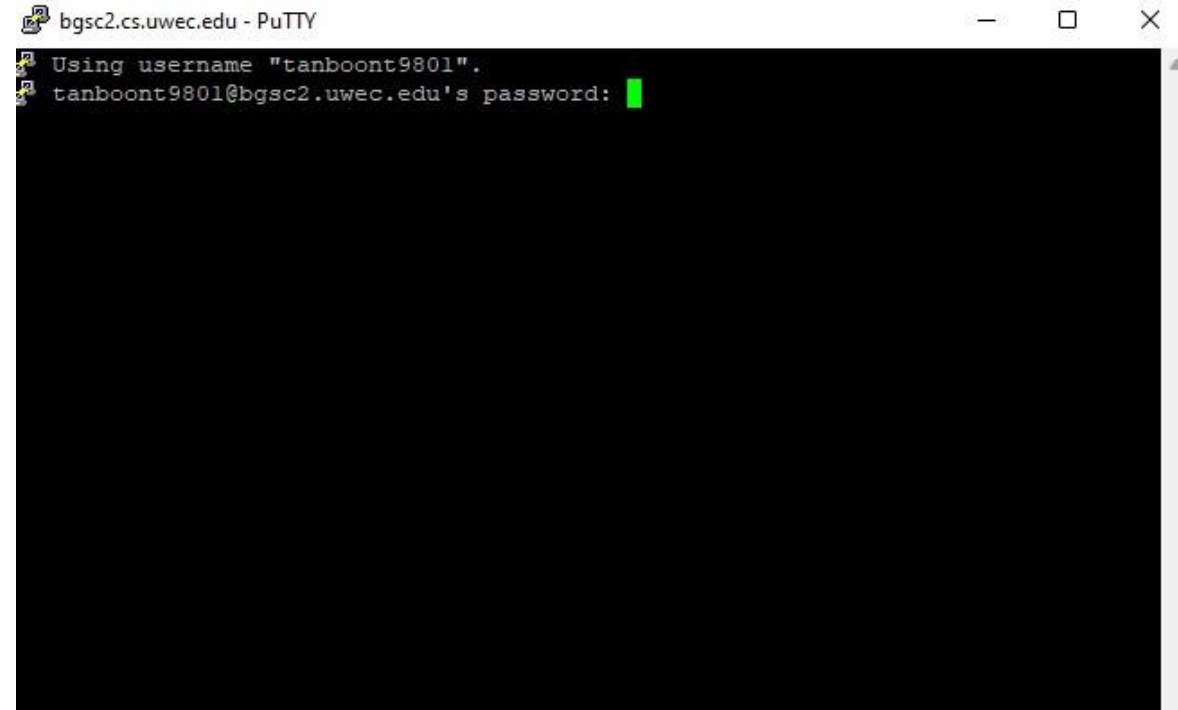 bgsc2.cs.uwec.edu - PuTTY
Using username "tanboont9801".
tanboont9801@bgsc2.uwec.edu's password: